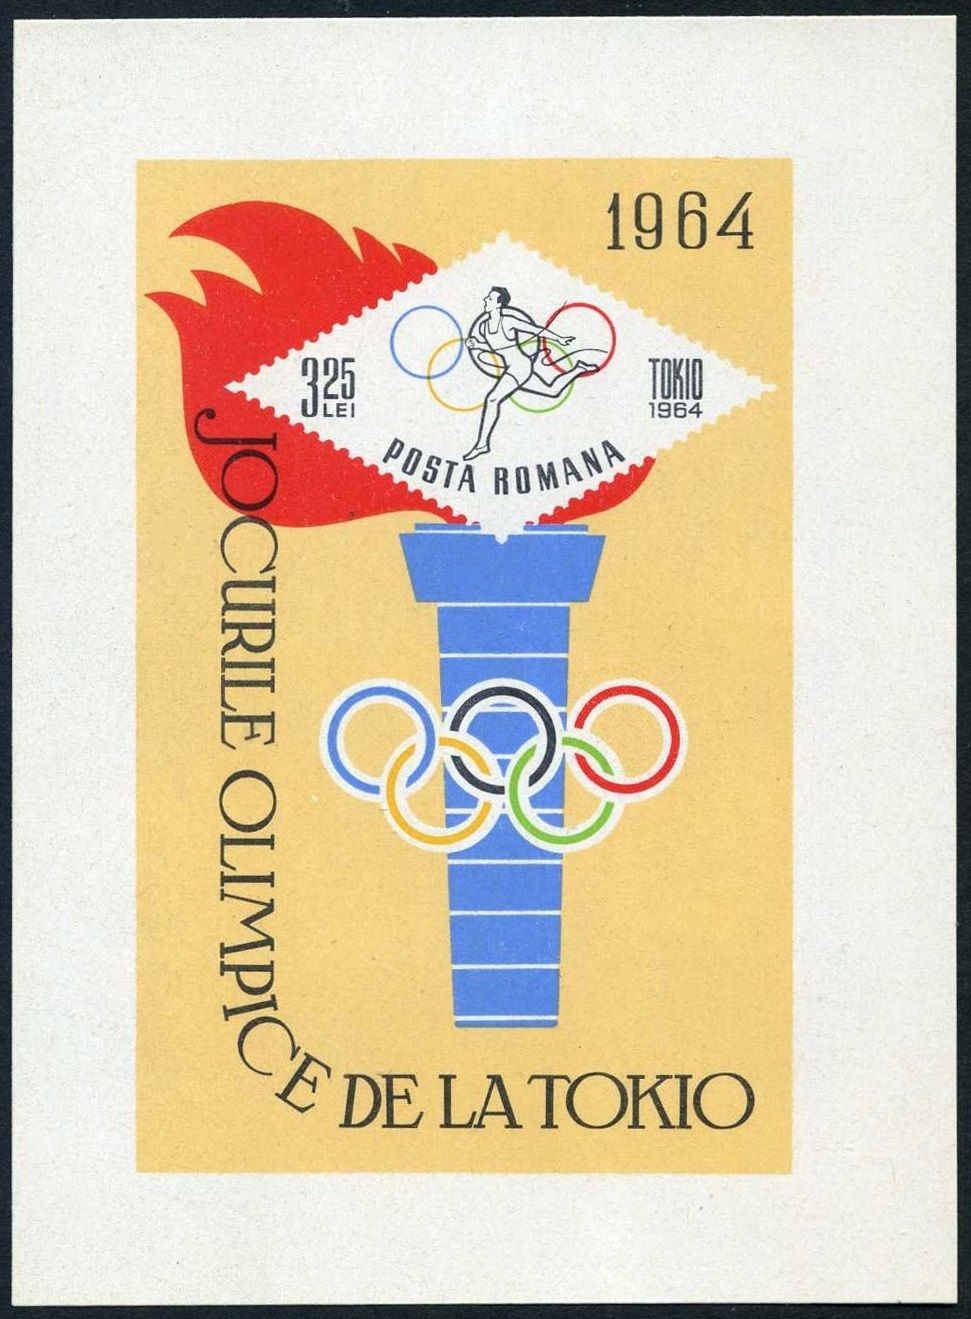 1964
3.25
LEI
TOKIO
1964
POSTA ROMANA
JOCURILE OLIMPICE DE LA TOKIO